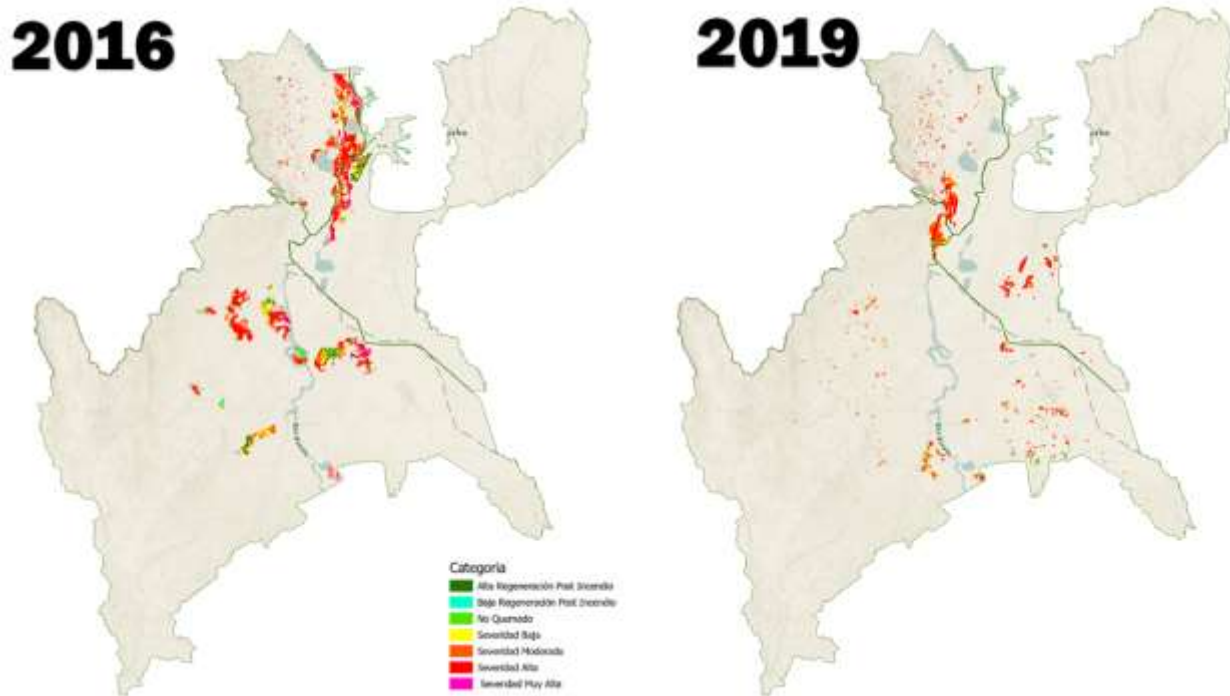 2016
2019
Categoria
Alta Regeneración Post Incendio
Baja Regeneración Post Incendio
No Quemado
Severidad Baja
Severidad Moderada
Severidad Alta
Severidad Muy Alta